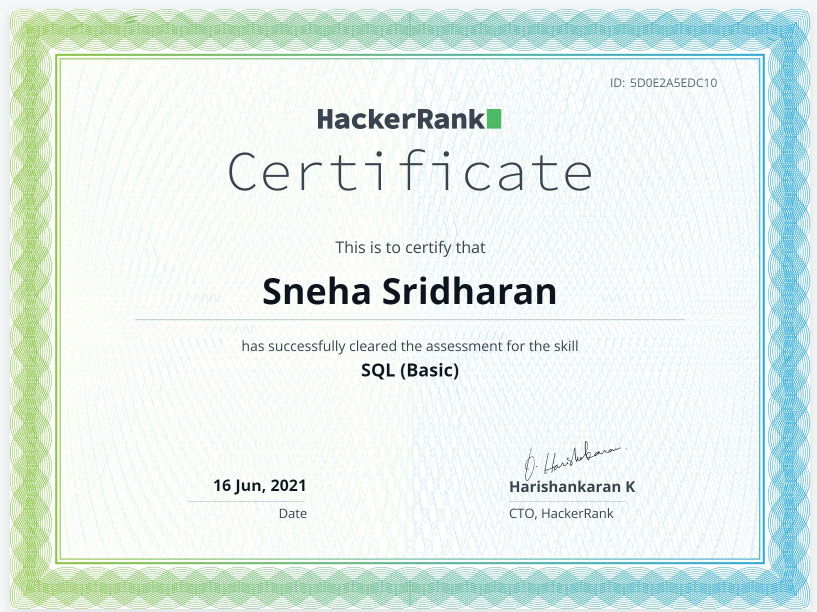 ID: 5D0E2A5EDC10
HackerRank
Certificate
This is to certify that
Sneha Sridharan
has successfully cleared the assessment for the skill
SQL (Basic)
16 Jun, 2021
Date
Harishankaran K
CTO, HackerRank